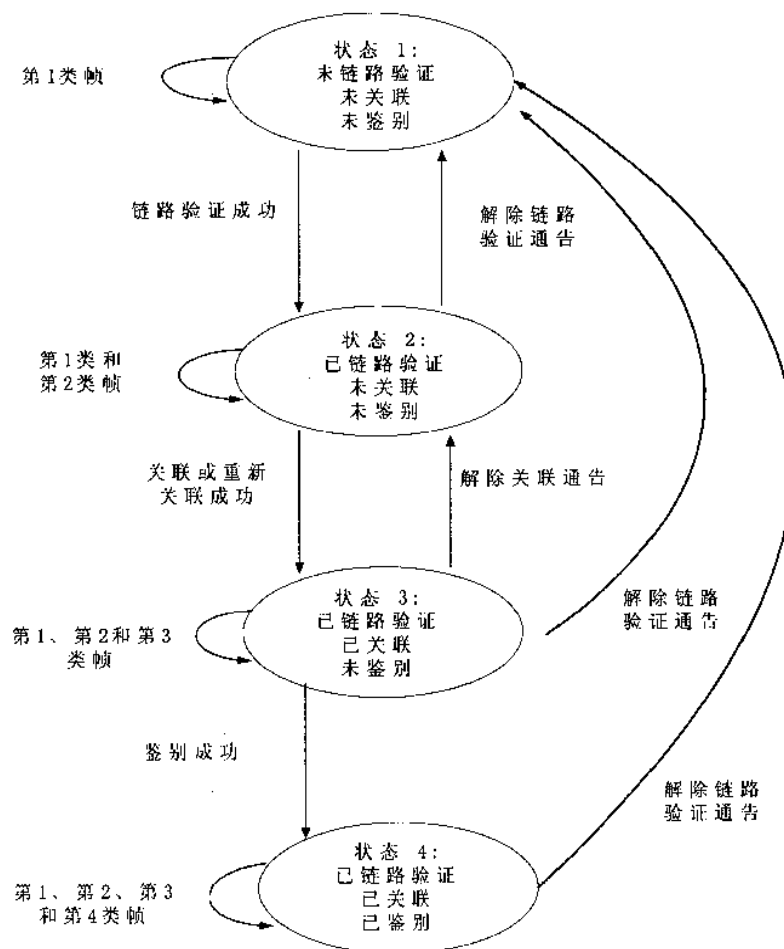 状态 1:
未链路验证
未关联
未鉴别
第1类帧
链路验证成功
解除链路
验证通告
状态 2:
已链路验证
未关联
未鉴别
第1类和
第2类帧
关联或重新
关联成功
解除关联通告
状态 3:
已链路验证
已关联
未鉴别
第1、第2和第3
类帧
解除链路
验证通告
鉴别成功
解除链路
验证通告
状态 4:
已链路验证
已关联
已鉴别
第1、第2、第3
和第4类帧